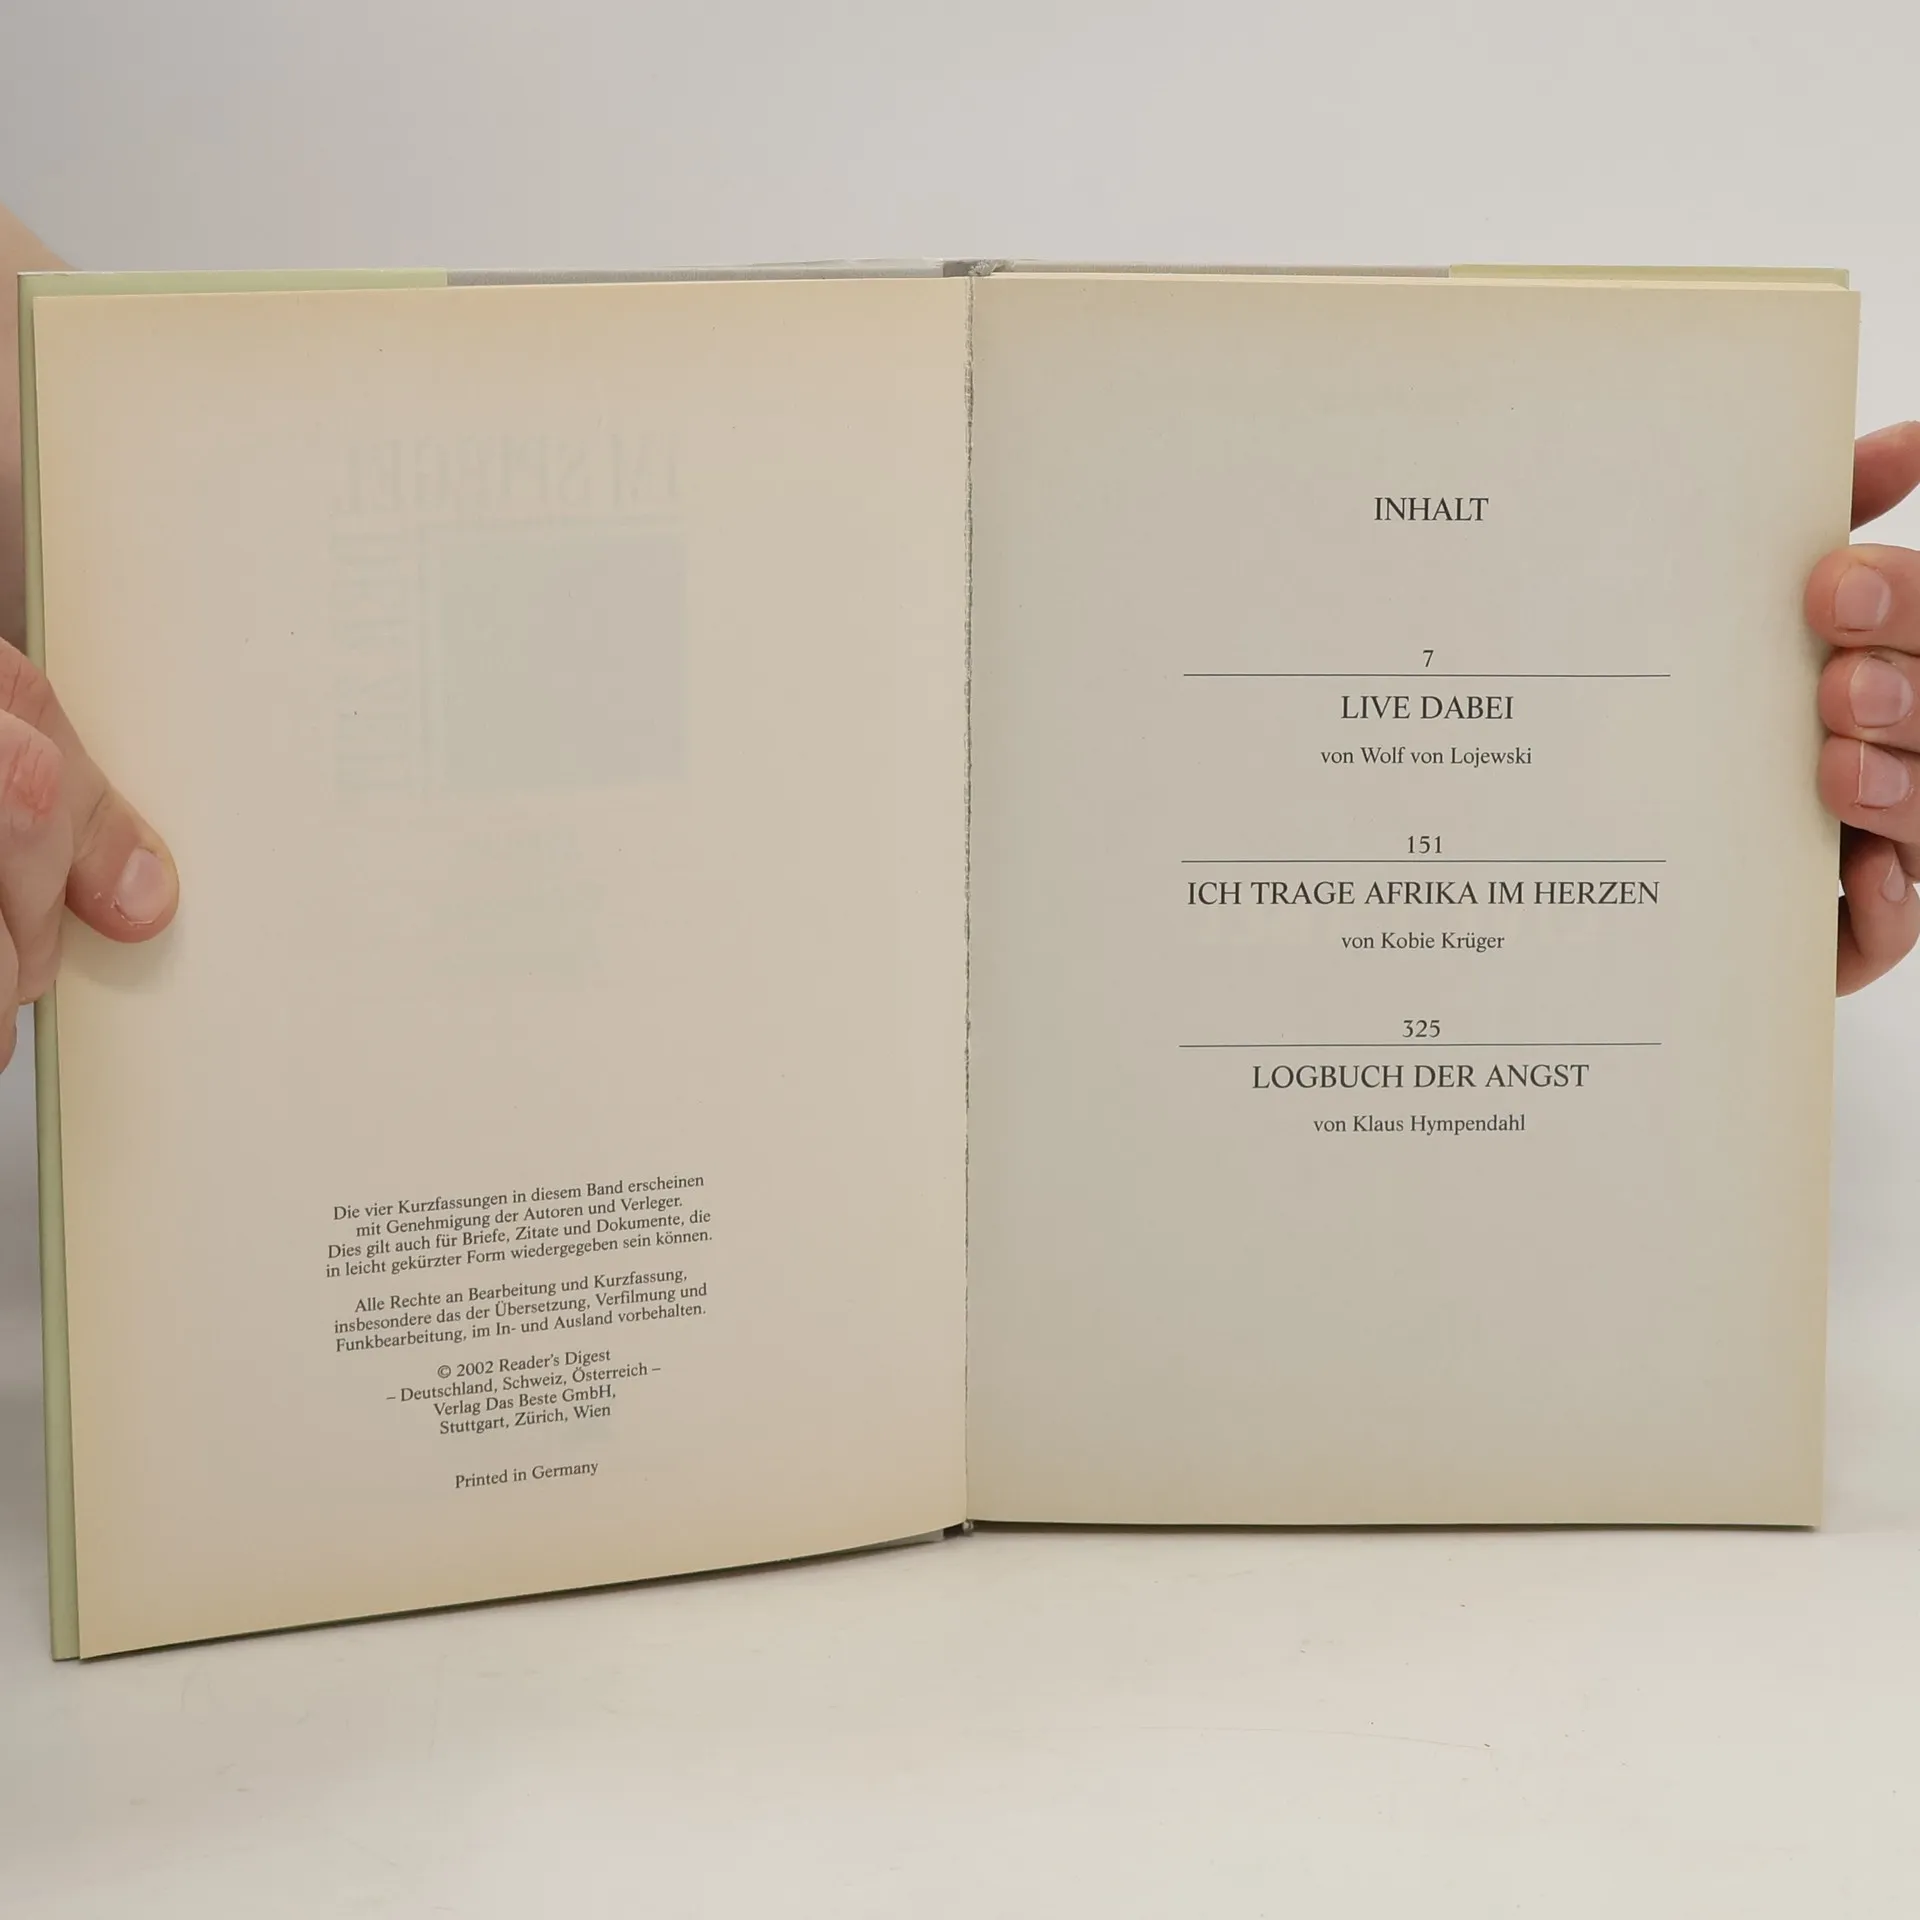 Die vier Kurzfassungen in diesem Band erscheinen
mit Genehmigung der Autoren und Verleger.
Dies gilt auch für Briefe, Zitate und Dokumente, die
in leicht gekürzter Form wiedergegeben sein können.
Alle Rechte an Bearbeitung und Kurzfassung,
insbesondere das der Übersetzung, Verfilmung und
Funkbearbeitung, im In- und Ausland vorbehalten.
© 2002 Reader's Digest
– Deutschland, Schweiz, Österreich –
Verlag Das Beste GmbH,
Stuttgart, Zürich, Wien
Printed in Germany
INHALT
7
LIVE DABEI
von Wolf von Lojewski
151
ICH TRAGE AFRIKA IM HERZEN
von Kobie Krüger
325
LOGBUCH DER ANGST
von Klaus Hympendahl